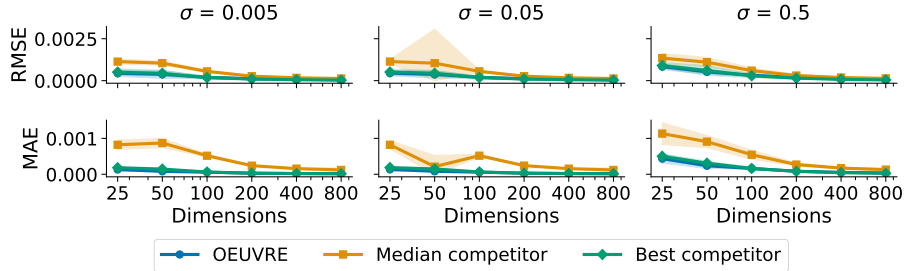 σ = 0.005 σ = 0.05 σ = 0.5
RMSE
0.0025
0.0000
MAE
0.001
0.000
25 50 100 200 400 800 25 50 100 200 400 800 25 50 100 200 400 800
Dimensions Dimensions Dimensions
OEUVRE Median competitor Best competitor